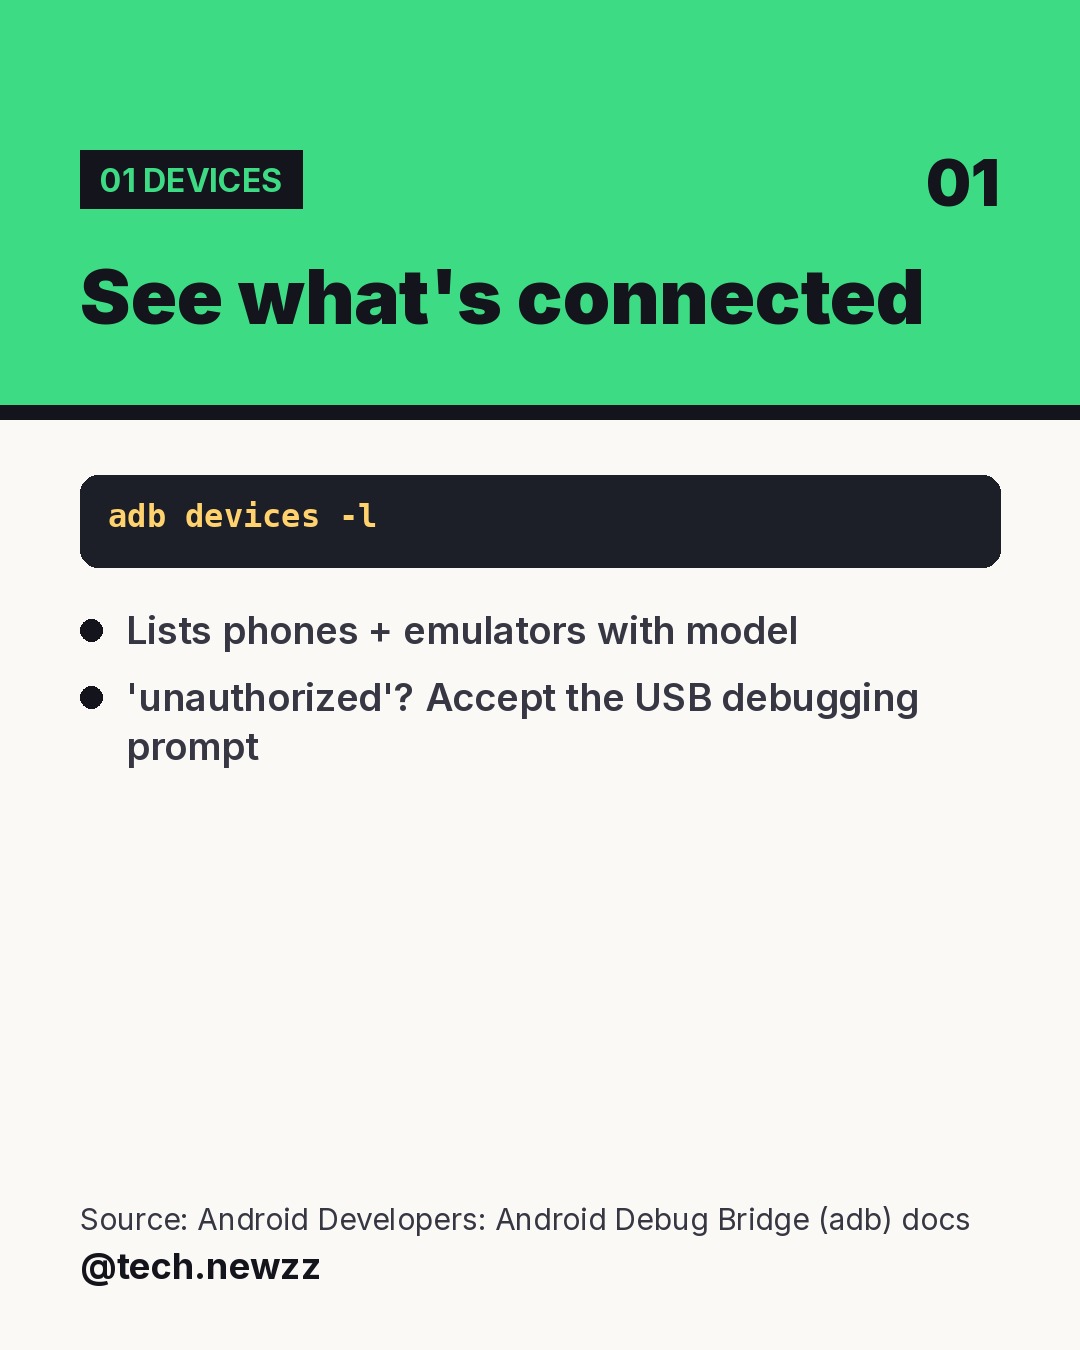 01 DEVICES
01
See what's connected
adb devices -l
Lists phones + emulators with model
'unauthorized'? Accept the USB debugging
prompt
Source: Android Developers: Android Debug Bridge (adb) docs
@tech.newzz